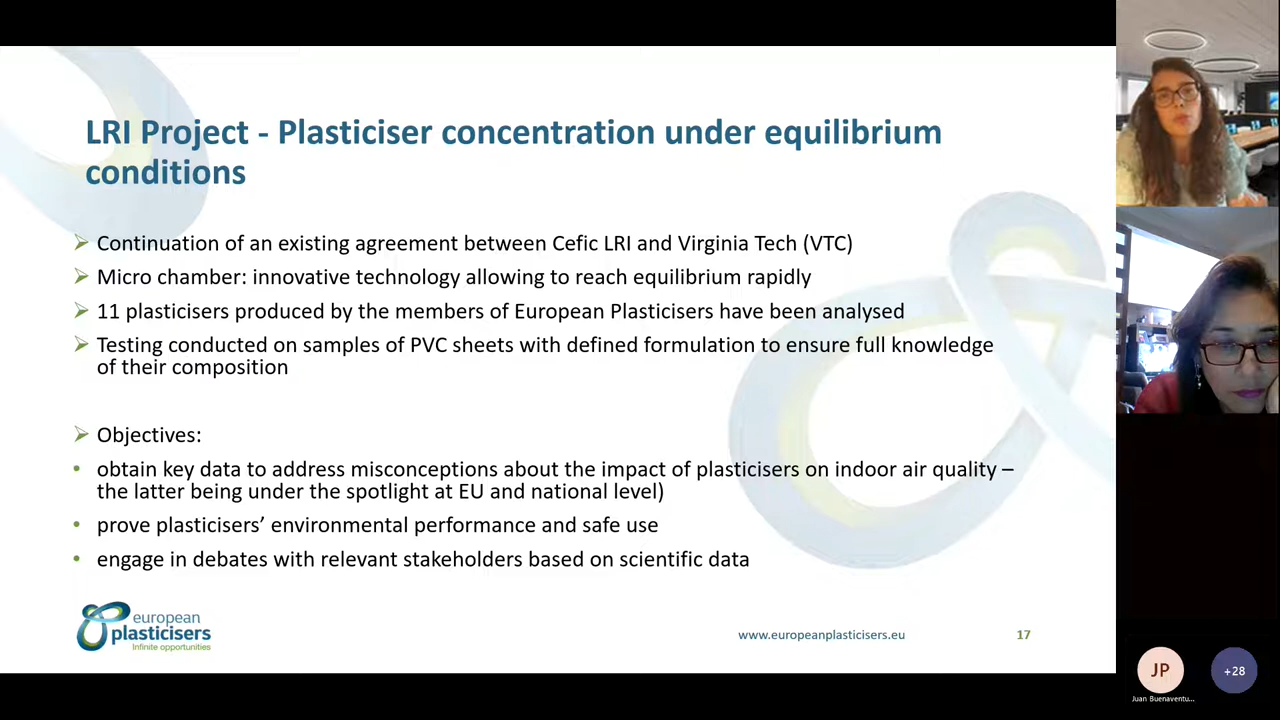 LRI Project - Plasticiser concentration under equilibrium
conditions
Continuation of an existing agreement between Cefic LRI and Virginia Tech (VTC)
Micro chamber: innovative technology allowing to reach equilibrium rapidly
11 plasticisers produced by the members of European Plasticisers have been analysed
Testing conducted on samples of PVC sheets with defined formulation to ensure full knowledge
of their composition
Objectives:
obtain key data to address misconceptions about the impact of plasticisers on indoor air quality –
the latter being under the spotlight at EU and national level)
prove plasticisers’ environmental performance and safe use
engage in debates with relevant stakeholders based on scientific data
european
plasticisers
Infinite opportunities
www.europeanplasticisers.eu
17
JP
+28
Juan Buenaventu...